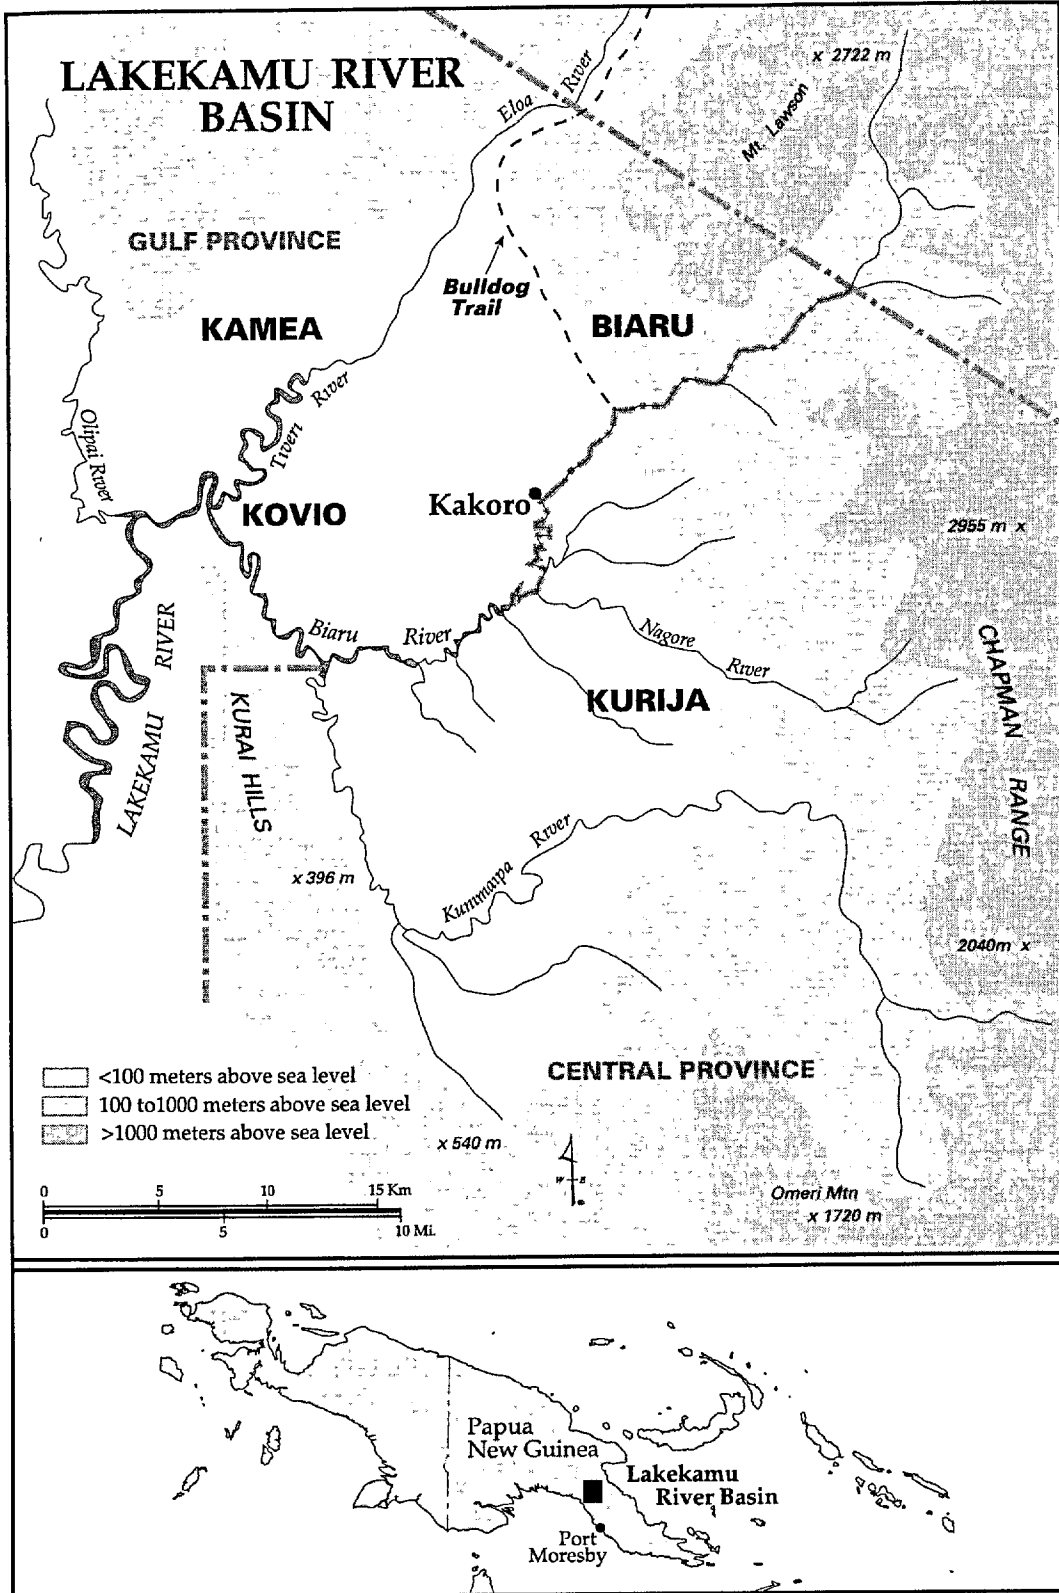 LAKEKAMU RIVER
BASIN
x 2722 m
Mt. Lawson
Eloa River
GULF PROVINCE
Bulldog
Trail
KAMEA
BIARU
Tiveri River
Olipai River
KOVIO
Kakoro
2955 m x
LAKEKAMU RIVER
Biaru River
Nagore River
KURIJA
CHAPMAN RANGE
KURAI HILLS
Kunimaipa River
x 396 m
2040m x
CENTRAL PROVINCE
<100 meters above sea level
100 to1000 meters above sea level
>1000 meters above sea level
x 540 m
W E
0 5 10 15 Km
0 5 10 Mi.
Omeri Mtn
x 1720 m
Papua
New Guinea
Lakekamu
River Basin
Port
Moresby